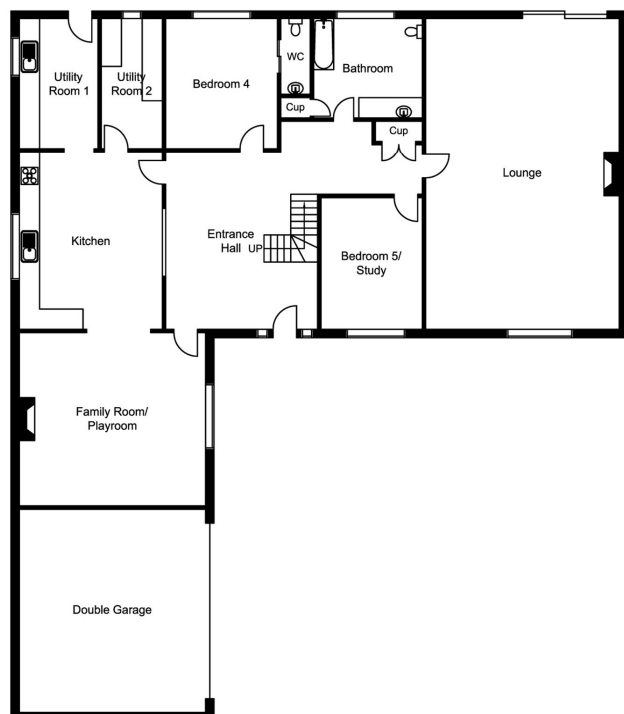 Utility
Room 1
Utility
Room 2
Bedroom 4
WC
Bathroom
Cup
Cup
Lounge
Kitchen
Entrance
Hall
UP
Bedroom 5/
Study
Family Room/
Playroom
Double Garage